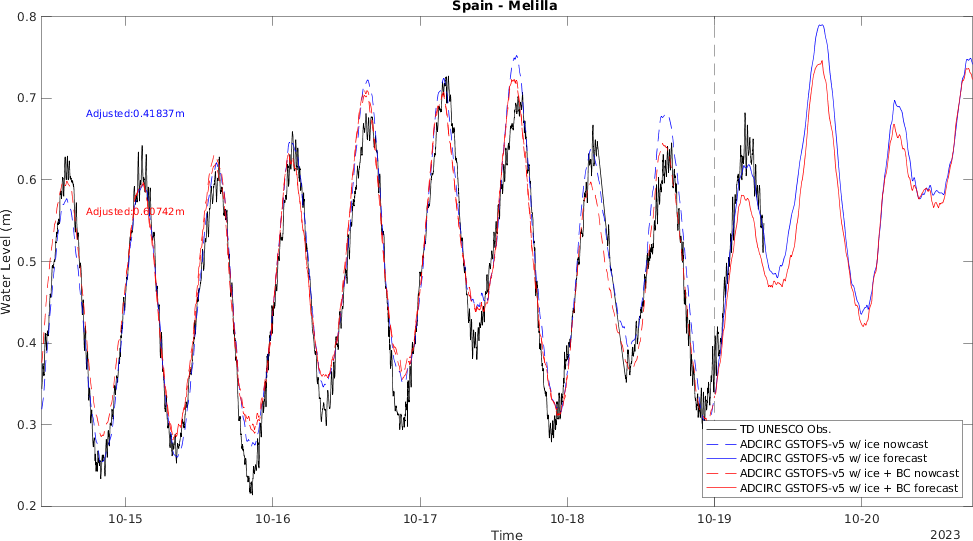 Spain - Melilla
0.8
0.7
0.6
0.5
0.4
0.3
0.2
Water Level (m)
Adjusted:0.41837m
Adjusted:0.60742m
TD UNESCO Obs.
ADCIRC GSTOFS-v5 w/ ice nowcast
ADCIRC GSTOFS-v5 w/ ice forecast
ADCIRC GSTOFS-v5 w/ ice + BC nowcast
ADCIRC GSTOFS-v5 w/ ice + BC forecast
10-15 10-16 10-17 10-18 10-19 10-20
Time
2023